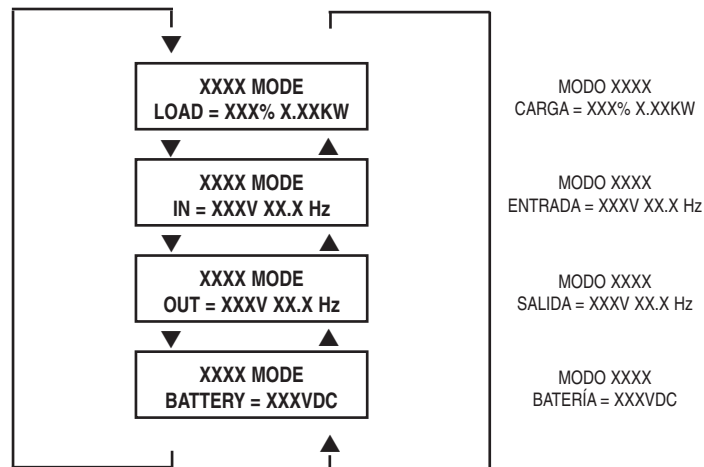 XXXX MODE
LOAD = XXX% X.XXKW
MODO XXXX
CARGA = XXX% X.XXKW
XXXX MODE
IN = XXXV XX.X Hz
MODO XXXX
ENTRADA = XXXV XX.X Hz
XXXX MODE
OUT = XXXV XX.X Hz
MODO XXXX
SALIDA = XXXV XX.X Hz
XXXX MODE
BATTERY = XXXVDC
MODO XXXX
BATERÍA = XXXVDC